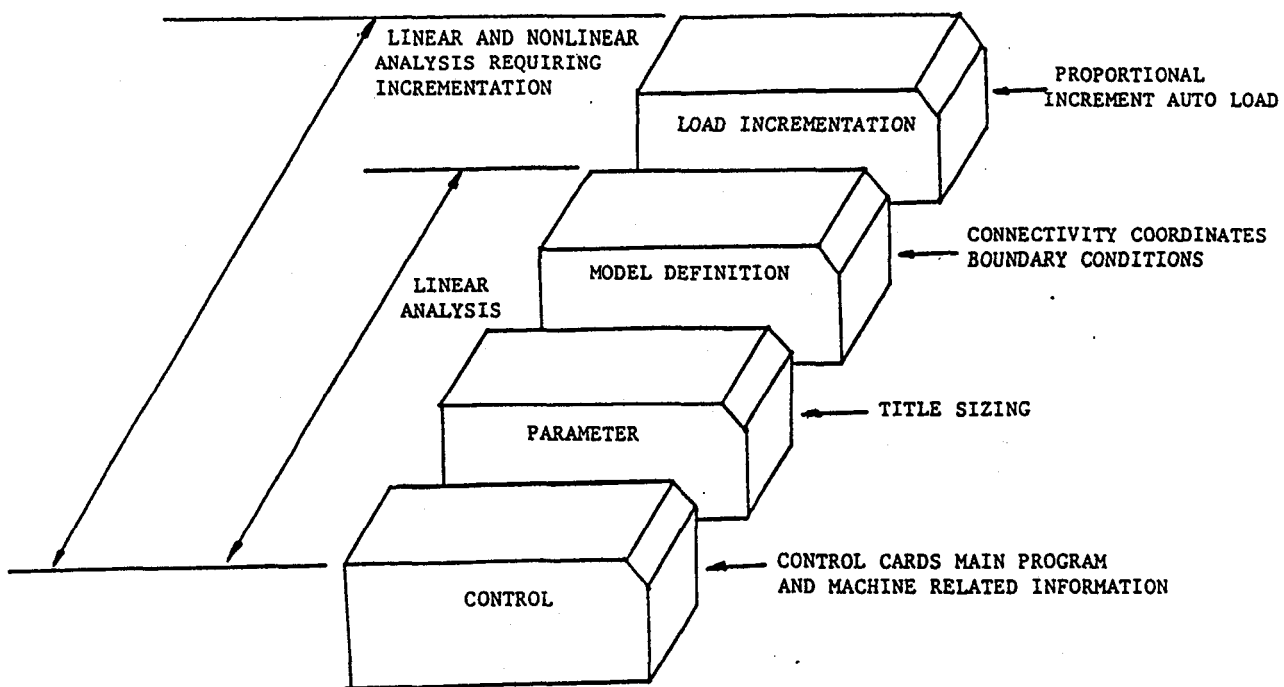 LINEAR AND NONLINEAR
ANALYSIS REQUIRING
INCREMENTATION
PROPORTIONAL
INCREMENT AUTO LOAD
LOAD INCREMENTATION
CONNECTIVITY COORDINATES
BOUNDARY CONDITIONS
MODEL DEFINITION
LINEAR
ANALYSIS
TITLE SIZING
PARAMETER
CONTROL CARDS MAIN PROGRAM
AND MACHINE RELATED INFORMATION
CONTROL